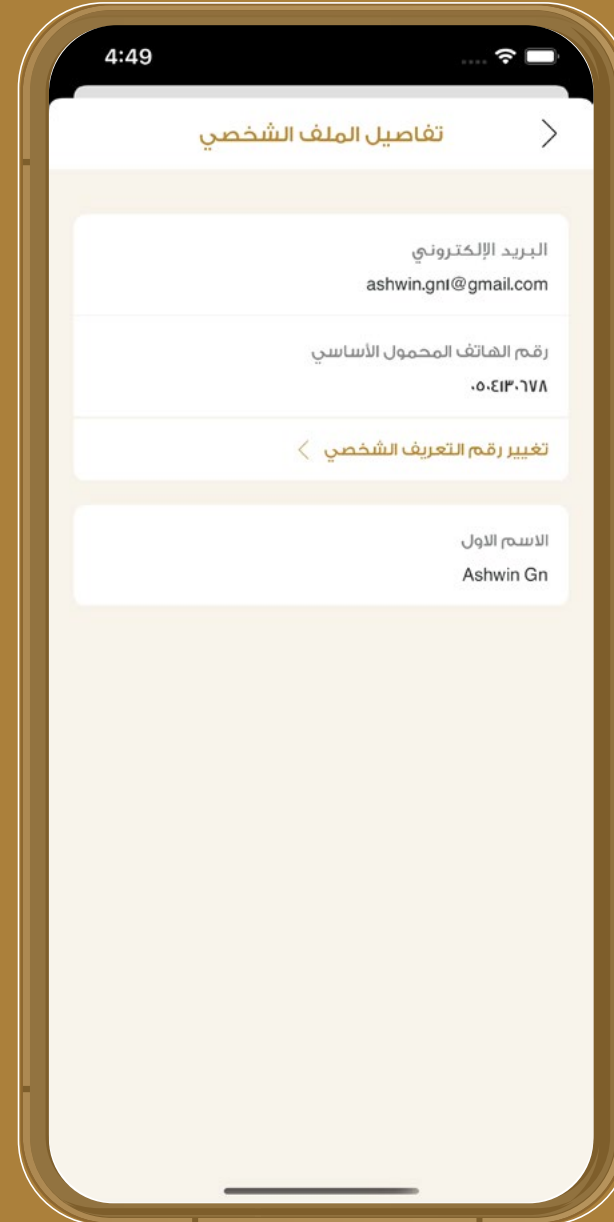 4:49
تفاصيل الملف الشخصي
البريد الإلكتروني
ashwin.gn١@gmail.com
رقم الهاتف المحمول الأساسي
٠٥٠٤١٣٠٦٧٨
تغيير رقم التعريف الشخصي
الاسم الاول
Ashwin Gn